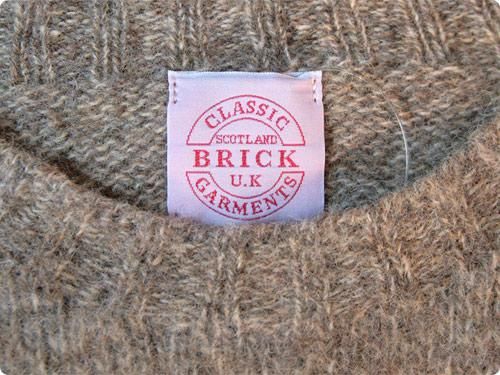 CLASSIC
SCOTLAND
BRICK
U.K
GARMENTS